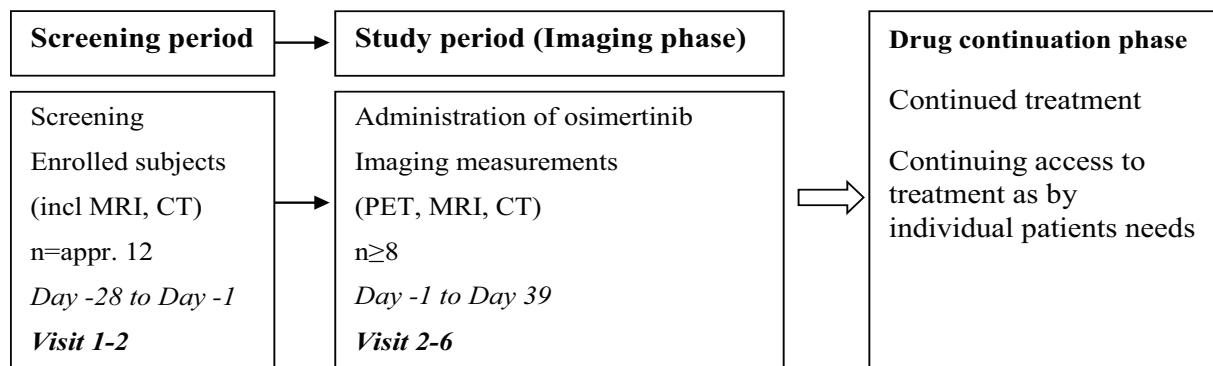 Screening period
Screening
Enrolled subjects
(incl MRI, CT)
n=appr. 12
Day -28 to Day -1
Visit 1-2
Study period (Imaging phase)
Administration of osimertinib
Imaging measurements
(PET, MRI, CT)
n≥8
Day -1 to Day 39
Visit 2-6
Drug continuation phase
Continued treatment
Continuing access to
treatment as by
individual patients needs